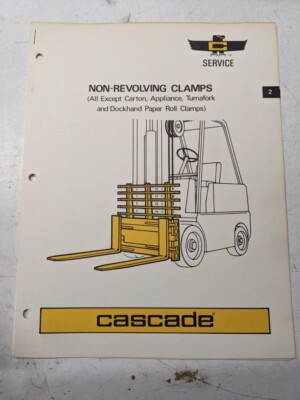 SERVICE
2
NON-REVOLVING CLAMPS
(All Except Carton, Appliance, Turnafork
and Dockhand Paper Roll Clamps)
cascade®